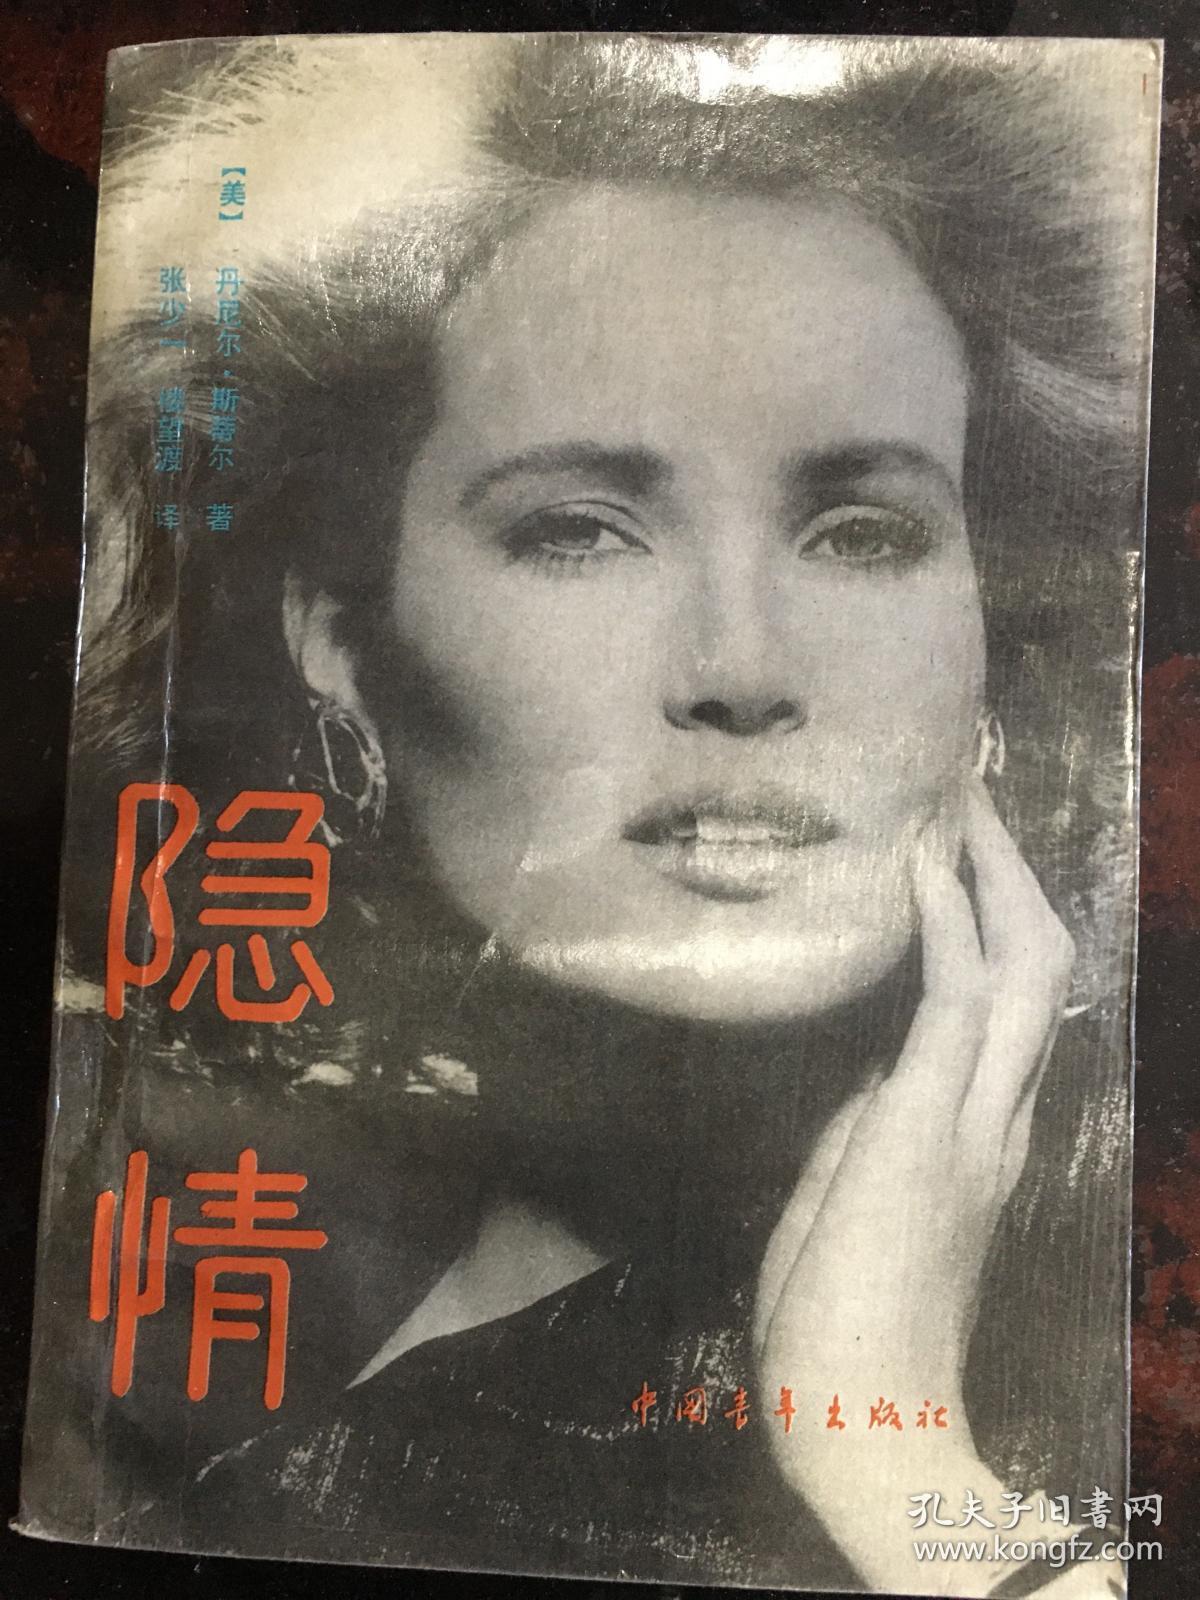 【美】 丹尼尔·斯蒂尔 著
张少一 楼望渡 译
隐情
中国青年出版社
孔夫子旧书网
www.kongfz.com